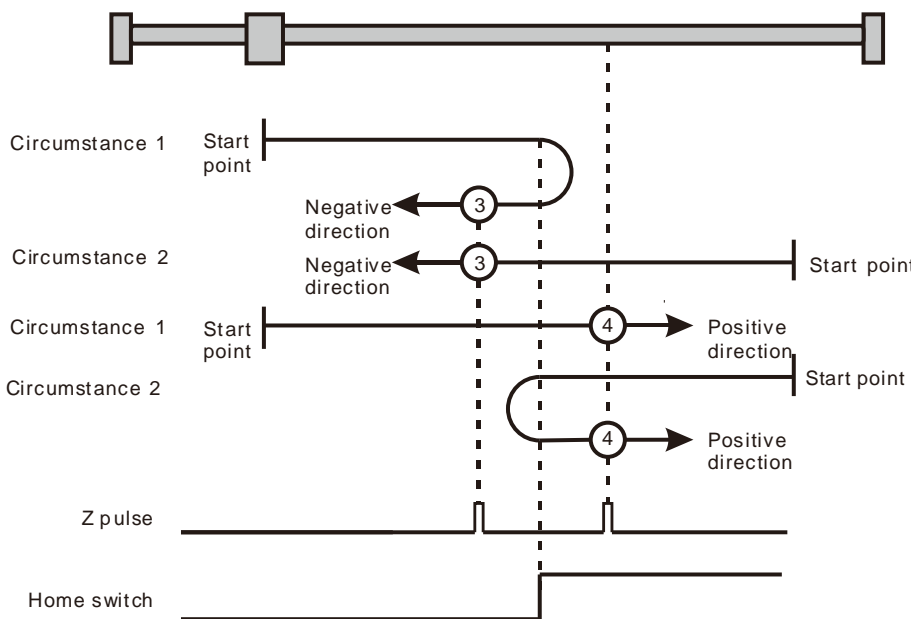 Circumstance 1
Start
point
3
Negative
direction
Circumstance 2
3
Negative
direction
Start point
Circumstance 1
Start
point
4
Positive
direction
Circumstance 2
Start point
4
Positive
direction
Z pulse
Home switch